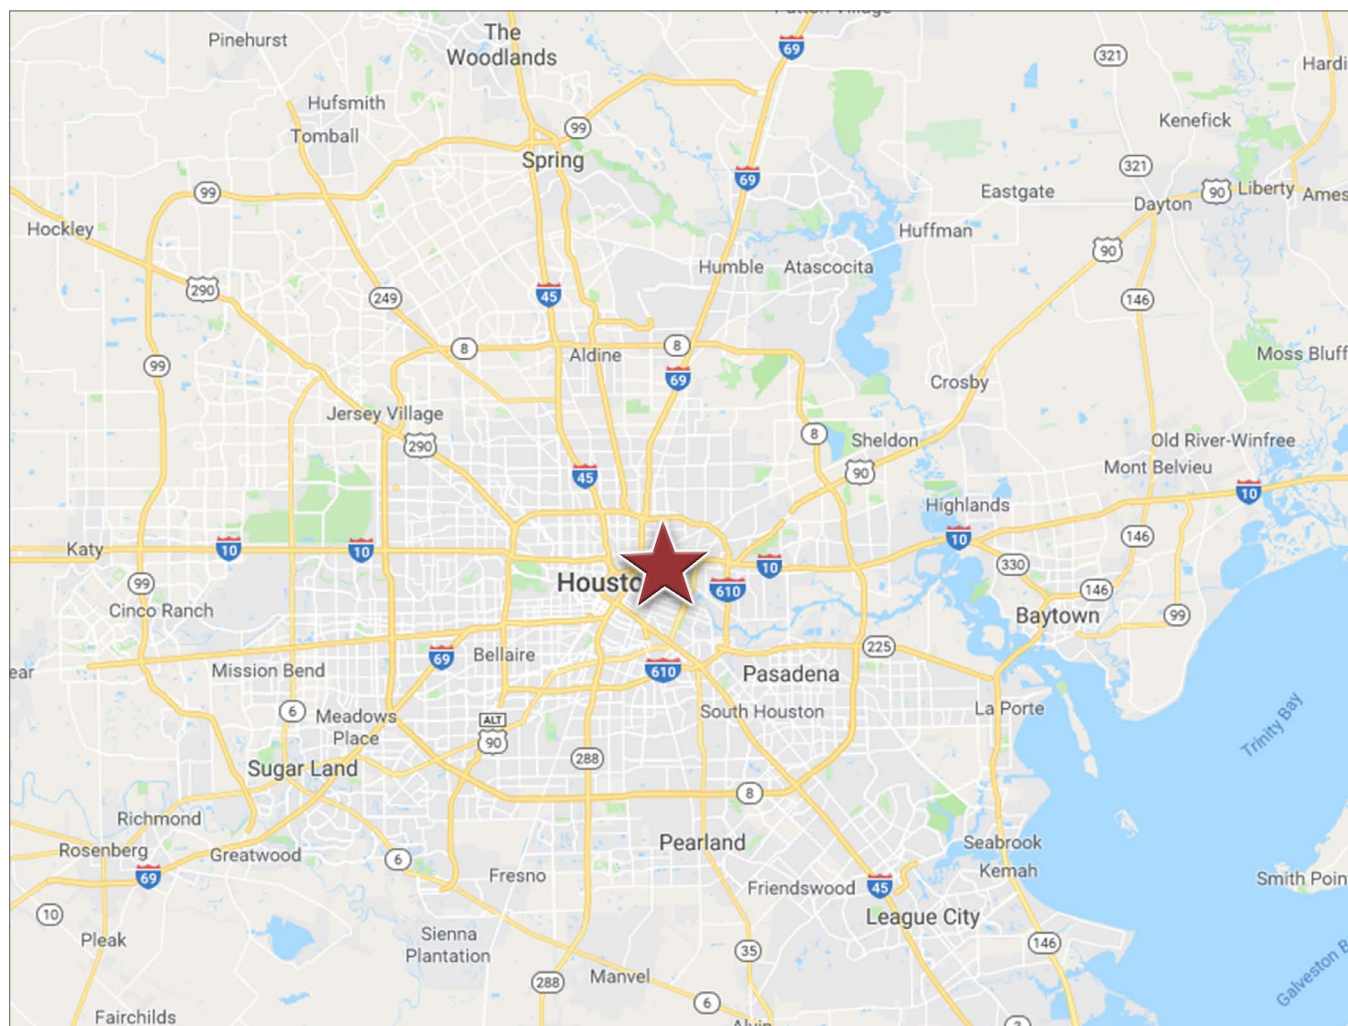 Pinehurst
The
Woodlands
69
321
Hardi
Hufsmith
Tomball
99
Spring
Kenefick
321
69
99
Eastgate
90
Liberty
Dayton
Ames
Hockley
Huffman
90
290
249
45
Humble
Atascocita
146
8
Aldine
8
69
99
Moss Bluff
Crosby
Jersey Village
290
8
Sheldon
90
Old River-Winfree
Mont Belvieu
45
10
Highlands
Katy
10
10
10
10
146
99
Housto
610
330
146
Cinco Ranch
Baytown
99
ear
Mission Bend
69
Bellaire
610
Pasadena
225
6
Meadows
Place
ALT
90
South Houston
La Porte
Trinity Bay
288
Sugar Land
8
Richmond
Rosenberg
Greatwood
6
Pearland
Seabrook
Kemah
69
Fresno
Friendswood
45
Smith Poin
10
League City
Pleak
Sienna
Plantation
35
146
Galveston B
288
Manvel
6
Fairchilds